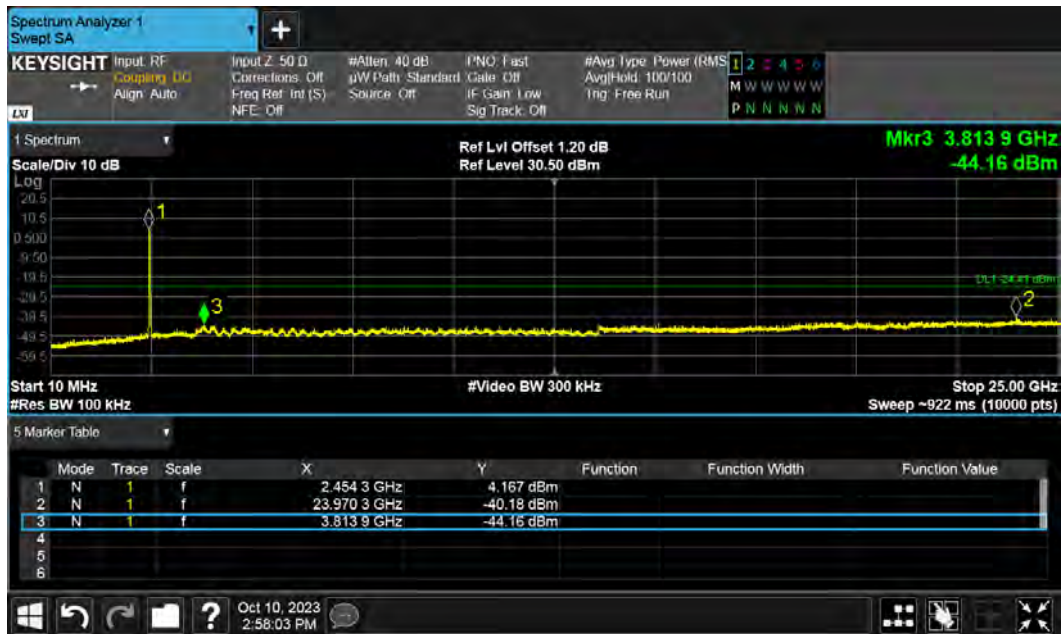 Spectrum Analyzer 1
Swept SA
+
KEYSIGHT Input: RF Input Z: 50 Ω #Atten: 40 dB PNO: Fast #Avg Type: Power (RMS 1 2 3 4 5 6
Coupling: DC Corrections: Off µW Path: Standard Gate: Off Avg|Hold: 100/100 M W W W W W
Align: Auto Freq Ref: Int (S) Source: Off IF Gain: Low Trig: Free Run
LXI NFE: Off Sig Track: Off P N N N N N
1 Spectrum Ref Lvl Offset 1.20 dB Mkr3 3.813 9 GHz
Scale/Div 10 dB Ref Level 30.50 dBm -44.16 dBm
Log
20.5
10.5
0.500
-9.50
-19.5
-29.5
-39.5
-49.5
-59.5
1
3
DL1 -24.41 dBm
2
Start 10 MHz #Video BW 300 kHz Stop 25.00 GHz
#Res BW 100 kHz Sweep ~922 ms (10000 pts)
5 Marker Table
Mode Trace Scale X Y Function Function Width Function Value
1 N 1 f 2.454 3 GHz 4.167 dBm
2 N 1 f 23.970 3 GHz -40.18 dBm
3 N 1 f 3.813 9 GHz -44.16 dBm
4
5
6
? Oct 10, 2023
2:58:03 PM